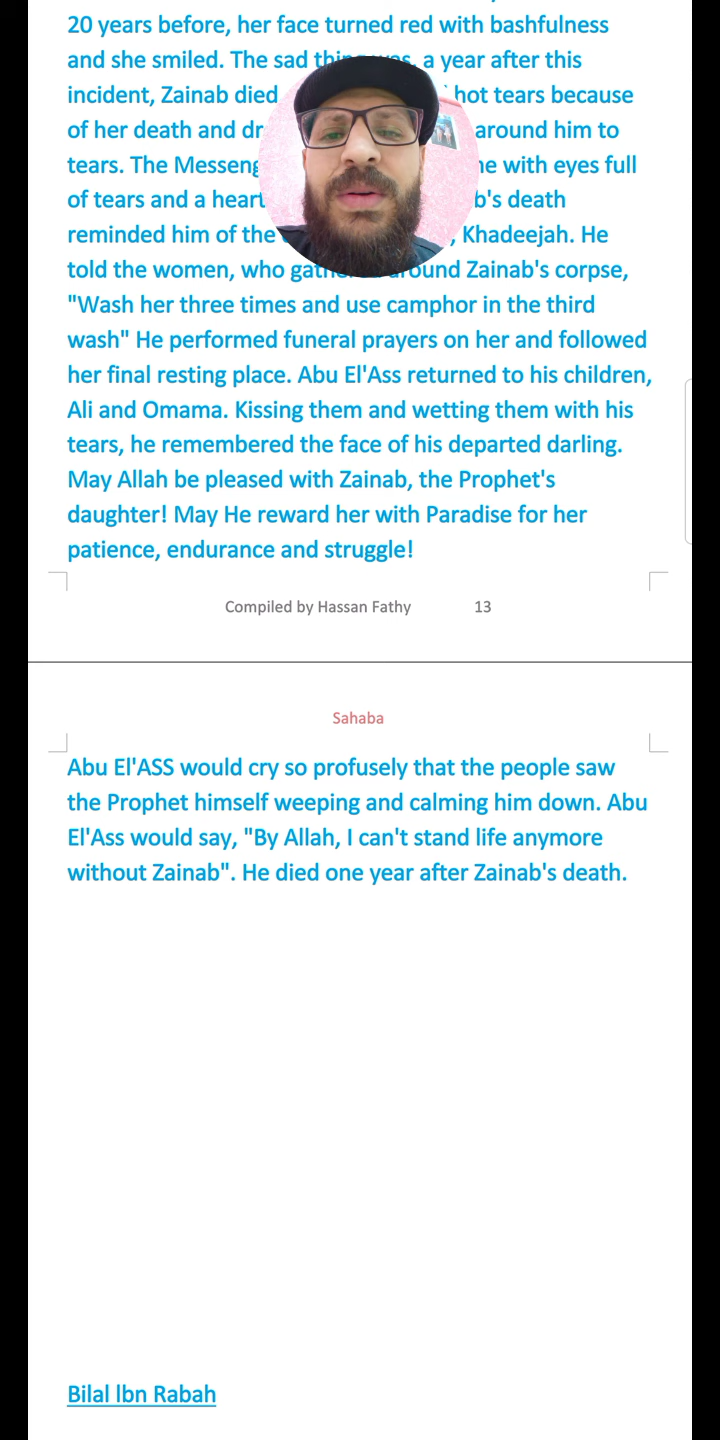 20 years before, her face turned red with bashfulness
and she smiled. The sad thing was, a year after this
incident, Zainab died hot tears because
of her death and around him to
tears. The with eyes full
of tears and a death
reminded him of the , Khadeejah. He
told the women, who gathered around Zainab's corpse,
"Wash her three times and use camphor in the third
wash" He performed funeral prayers on her and followed
her final resting place. Abu El'Ass returned to his children,
Ali and Omama. Kissing them and wetting them with his
tears, he remembered the face of his departed darling.
May Allah be pleased with Zainab, the Prophet's
daughter! May He reward her with Paradise for her
patience, endurance and struggle!
Compiled by Hassan Fathy 13
Sahaba
Abu El'ASS would cry so profusely that the people saw
the Prophet himself weeping and calming him down. Abu
El'Ass would say, "By Allah, I can't stand life anymore
without Zainab". He died one year after Zainab's death.
Bilal lbn Rabah